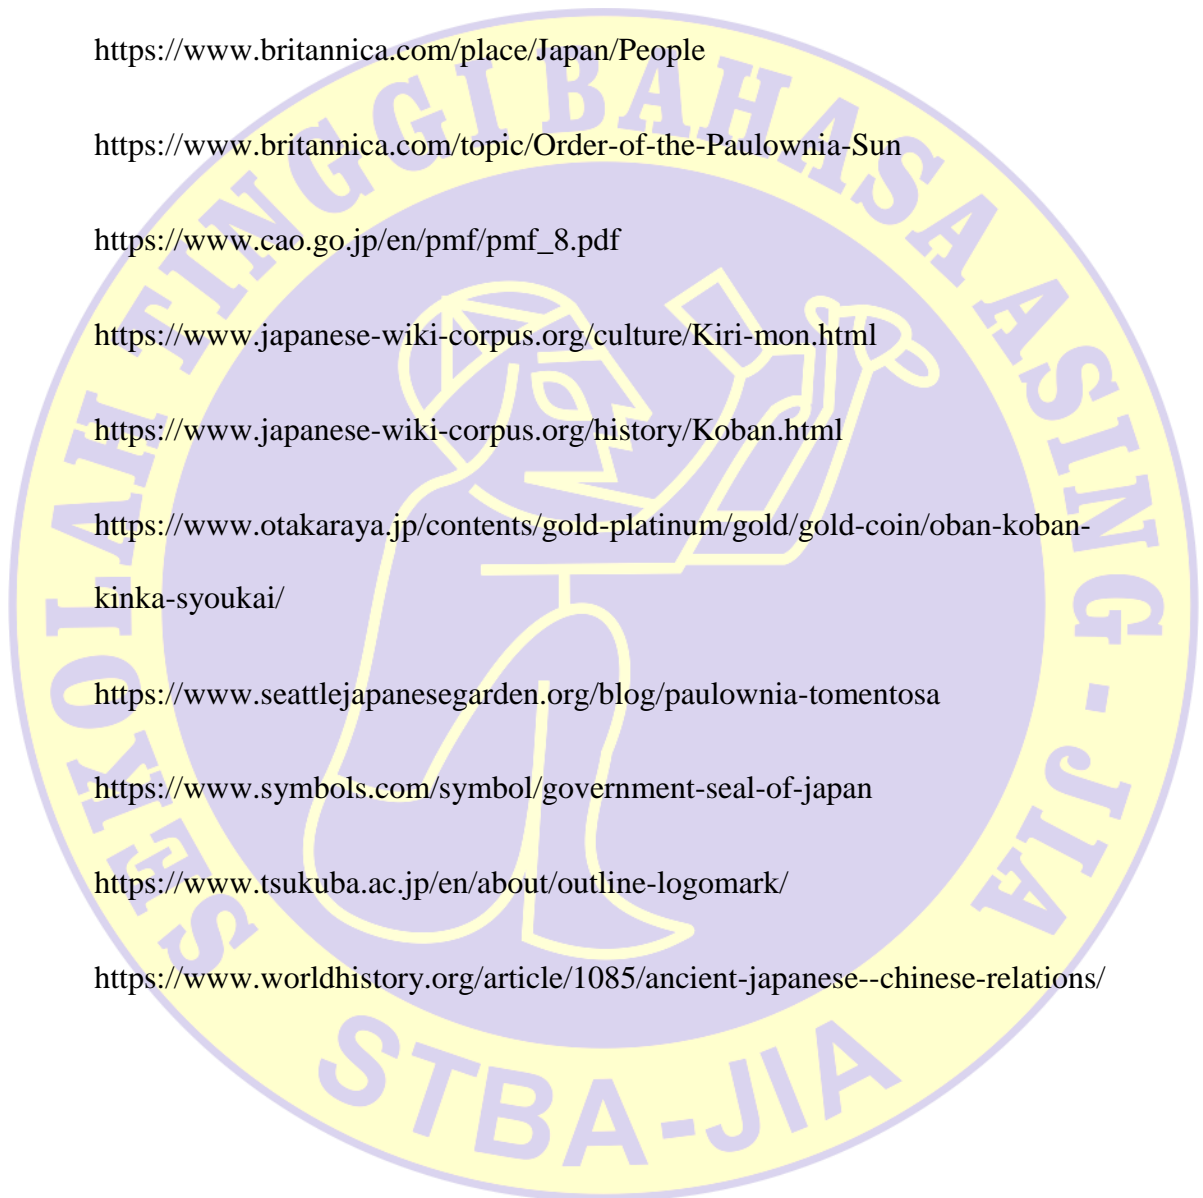 https://www.britannica.com/place/Japan/People
https://www.britannica.com/topic/Order-of-the-Paulownia-Sun
https://www.cao.go.jp/en/pmf/pmf_8.pdf
https://www.japanese-wiki-corpus.org/culture/Kiri-mon.html
https://www.japanese-wiki-corpus.org/history/Koban.html
https://www.otakaraya.jp/contents/gold-platinum/gold/gold-coin/oban-koban-
kinka-syoukai/
https://www.seattlejapanesegarden.org/blog/paulownia-tomentosa
https://www.symbols.com/symbol/government-seal-of-japan
https://www.tsukuba.ac.jp/en/about/outline-logomark/
https://www.worldhistory.org/article/1085/ancient-japanese--chinese-relations/
SEKOLAH TINGGI BAHASA ASING - JIA
STBA-JIA